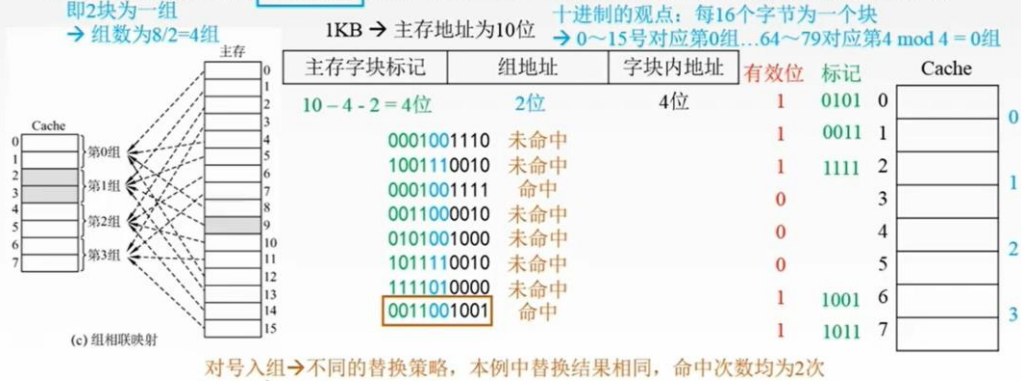 即2块为一组
→ 组数为8/2=4组
1KB → 主存地址为10位
十进制的观点：每16个字节为一个块
→ 0～15号对应第0组…64～79对应第4 mod 4 = 0组
主存
0
1
2
3
4
5
6
7
8
9
10
11
12
13
14
15
Cache
0
1
2
3
4
5
6
7
第0组
第1组
第2组
第3组
(c) 组相联映射
主存字块标记 组地址 字块内地址
10 – 4 - 2 = 4位 2位 4位
0001001110 未命中
1001110010 未命中
0001001111 命中
0011000010 未命中
0101001000 未命中
1011110010 未命中
1111010000 未命中
0011001001 命中
有效位 标记 Cache
1 0101 0
1 0011 1
1 1111 2
0 3
0 4
0 5
1 1001 6
1 1011 7
0
1
2
3
对号入组→不同的替换策略，本例中替换结果相同，命中次数均为2次